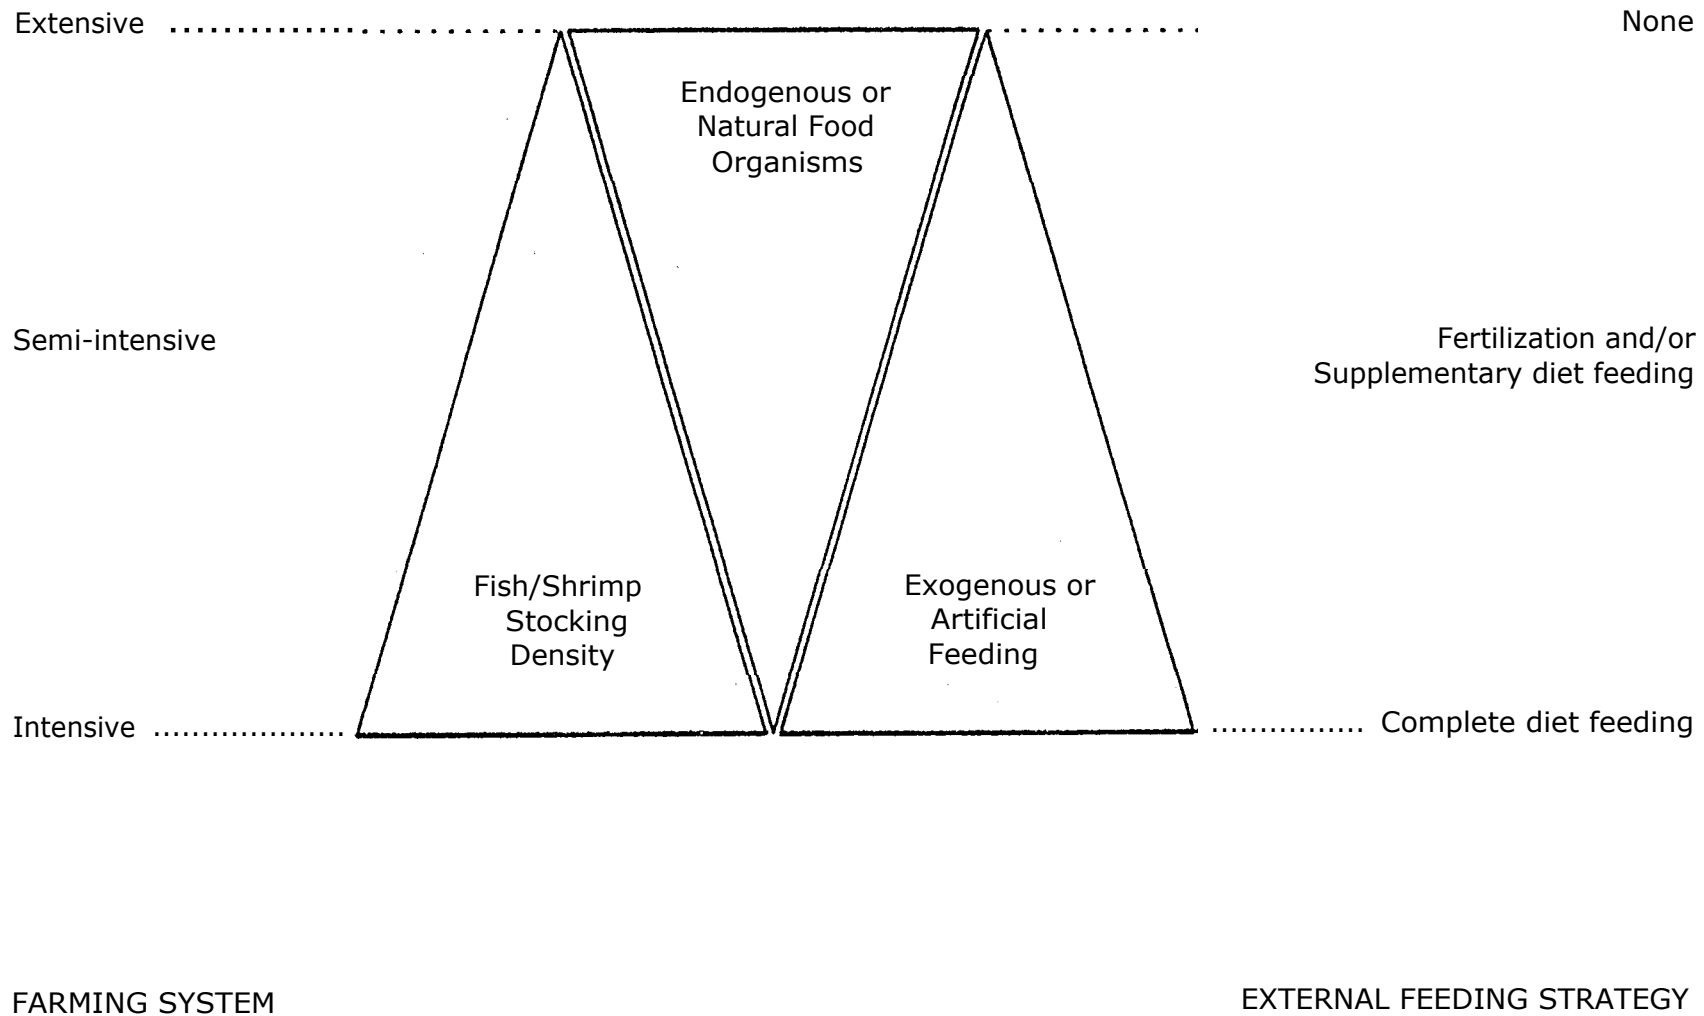 Extensive ....................
None
Endogenous or
Natural Food
Organisms
Semi-intensive
Fertilization and/or
Supplementary diet feeding
Fish/Shrimp
Stocking
Density
Exogenous or
Artificial
Feeding
Intensive ....................
................ Complete diet feeding
FARMING SYSTEM
EXTERNAL FEEDING STRATEGY